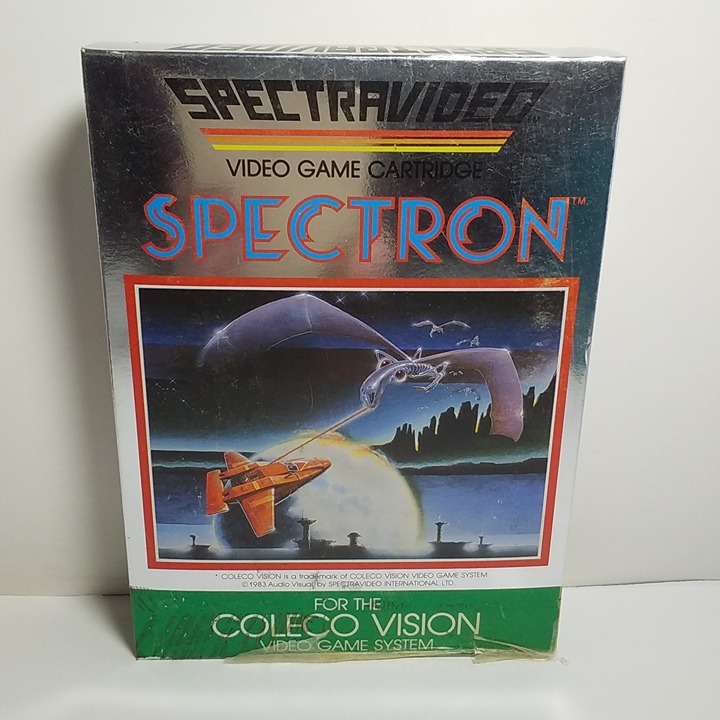 SPECTRAVIDEO
SPECTRAVIDEO™
VIDEO GAME CARTRIDGE
SPECTRON™
* COLECO VISION is a trademark of COLECO VISION VIDEO GAME SYSTEM
© 1983 Audio Visual, by SPECTRAVIDEO INTERNATIONAL LTD.
FOR THE
COLECO VISION
VIDEO GAME SYSTEM